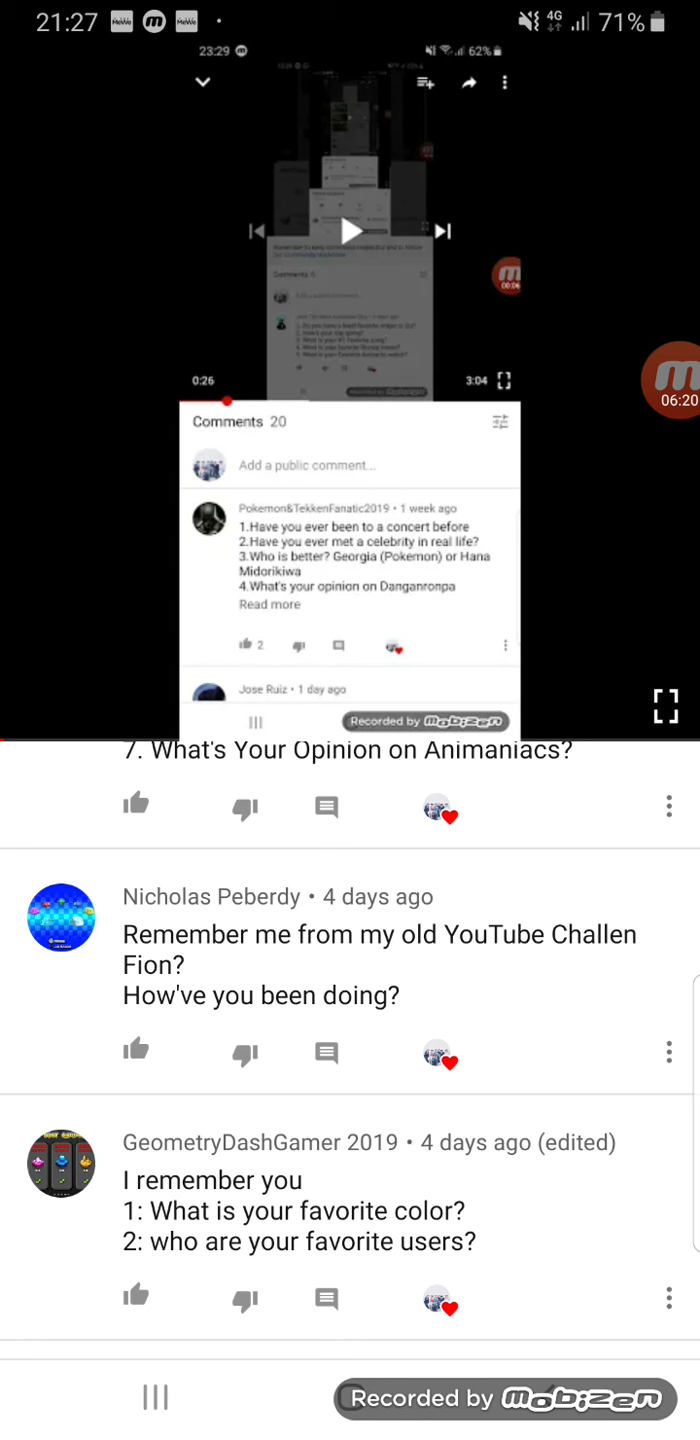 21:27 MeWe MeWe 4G 71%
23:29 62%
00:06
0:26 3:04
06:20
Comments 20
Add a public comment...
Pokemon&TekkenFanatic2019 • 1 week ago
1.Have you ever been to a concert before
2.Have you ever met a celebrity in real life?
3.Who is better? Georgia (Pokemon) or Hana
Midorikiwa
4.What's your opinion on Danganronpa
Read more
2
Jose Ruiz • 1 day ago
Recorded by Mobizen
7. What's Your Opinion on Animaniacs?
Nicholas Peberdy • 4 days ago
Remember me from my old YouTube Challen
Fion?
How've you been doing?
GeometryDashGamer 2019 • 4 days ago (edited)
I remember you
1: What is your favorite color?
2: who are your favorite users?
Recorded by Mobizen